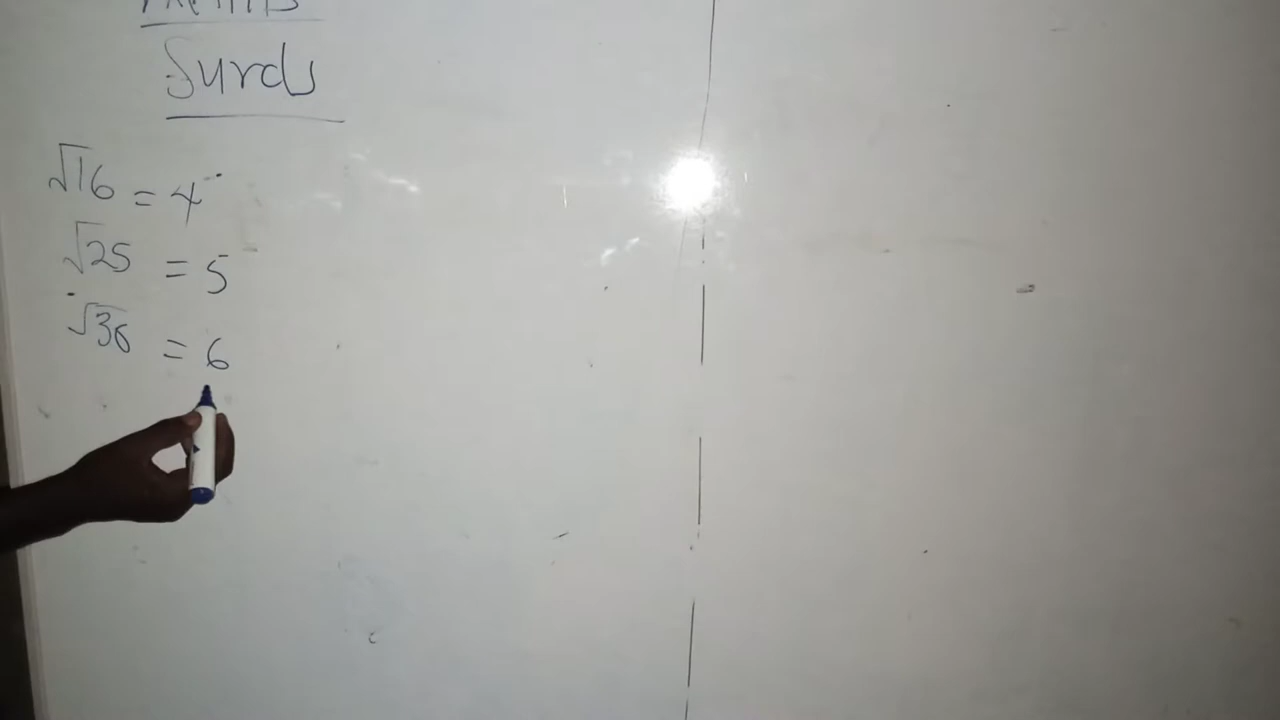 Surds
√16 = 4
√25 = 5
√36 = 6